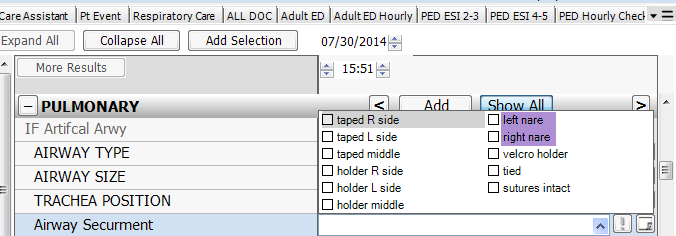 Care Assistant Pt Event Respiratory Care ALL DOC Adult ED Adult ED Hourly PED ESI 2-3 PED ESI 4-5 PED Hourly Check
Expand All Collapse All Add Selection 07/30/2014
More Results 15:51
PULMONARY < Add Show All >
IF Artifcal Arwy
taped R side left nare
AIRWAY TYPE
taped L side right nare
taped middle velcro holder
AIRWAY SIZE
holder R side tied
TRACHEA POSITION
holder L side sutures intact
holder middle
Airway Securment